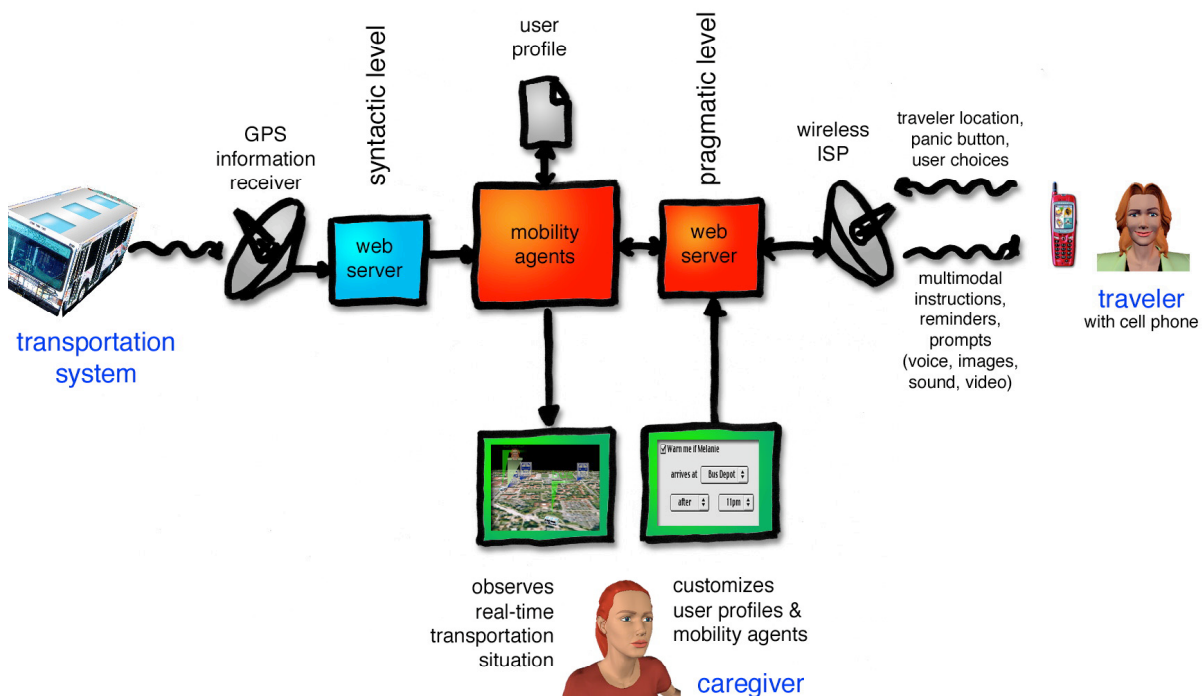 user
profile
syntactic level
pragmatic level
GPS
information
receiver
wireless
ISP
traveler location,
panic button,
user choices
web
server
mobility
agents
web
server
multimodal
instructions,
reminders,
prompts
(voice, images,
sound, video)
traveler
with cell phone
transportation
system
Warn me if Melanie
arrives at Bus Depot
after 11pm
observes
real-time
transportation
situation
customizes
user profiles &
mobility agents
caregiver